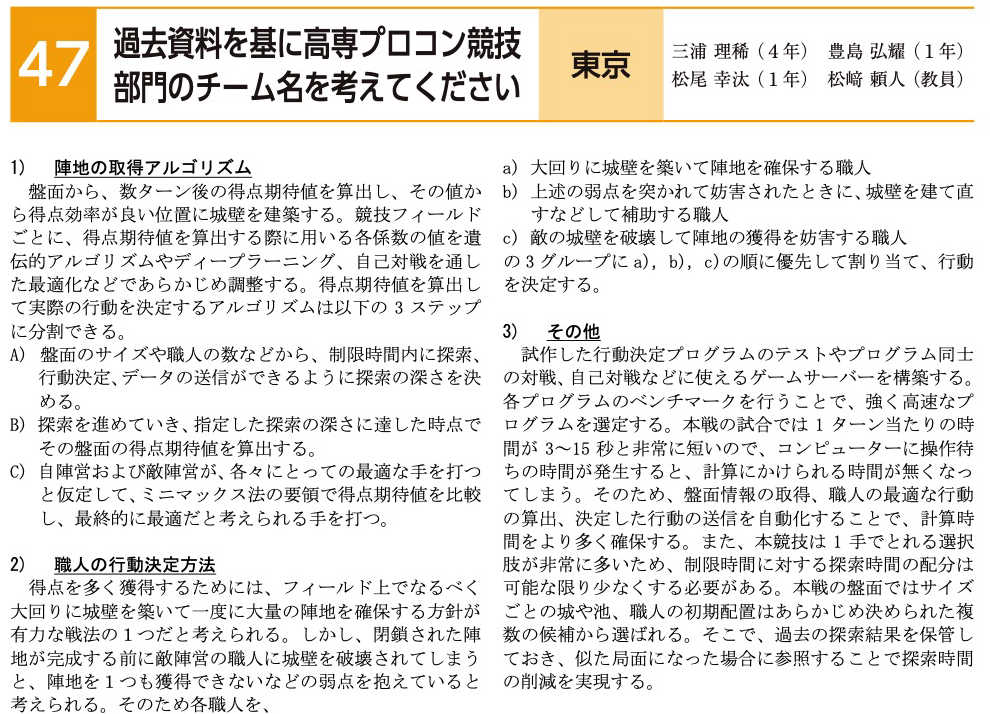 47
過去資料を基に高専プロコン競技
部門のチーム名を考えてください
東京
三浦 理稀（4年） 豊島 弘耀（1年）
松尾 幸汰（1年） 松﨑 頼人（教員）
1) 陣地の取得アルゴリズム
盤面から、数ターン後の得点期待値を算出し、その値か
ら得点効率が良い位置に城壁を建築する。競技フィールド
ごとに、得点期待値を算出する際に用いる各係数の値を遺
伝的アルゴリズムやディープラーニング、自己対戦を通し
た最適化などであらかじめ調整する。得点期待値を算出し
て実際の行動を決定するアルゴリズムは以下の 3 ステップ
に分割できる。
A) 盤面のサイズや職人の数などから、制限時間内に探索、
行動決定、データの送信ができるように探索の深さを決
める。
B) 探索を進めていき、指定した探索の深さに達した時点で
その盤面の得点期待値を算出する。
C) 自陣営および敵陣営が、各々にとっての最適な手を打つ
と仮定して、ミニマックス法の要領で得点期待値を比較
し、最終的に最適だと考えられる手を打つ。
2) 職人の行動決定方法
得点を多く獲得するためには、フィールド上でなるべく
大回りに城壁を築いて一度に大量の陣地を確保する方針が
有力な戦法の１つだと考えられる。しかし、閉鎖された陣
地が完成する前に敵陣営の職人に城壁を破壊されてしまう
と、陣地を１つも獲得できないなどの弱点を抱えていると
考えられる。そのため各職人を、
a) 大回りに城壁を築いて陣地を確保する職人
b) 上述の弱点を突かれて妨害されたときに、城壁を建て直
すなどして補助する職人
c) 敵の城壁を破壊して陣地の獲得を妨害する職人
の 3 グループに a), b), c)の順に優先して割り当て、行動
を決定する。
3) その他
試作した行動決定プログラムのテストやプログラム同士
の対戦、自己対戦などに使えるゲームサーバーを構築する。
各プログラムのベンチマークを行うことで、強く高速なプ
ログラムを選定する。本戦の試合では 1 ターン当たりの時
間が 3～15 秒と非常に短いので、コンピューターに操作待
ちの時間が発生すると、計算にかけられる時間が無くなっ
てしまう。そのため、盤面情報の取得、職人の最適な行動
の算出、決定した行動の送信を自動化することで、計算時
間をより多く確保する。また、本競技は 1 手でとれる選択
肢が非常に多いため、制限時間に対する探索時間の配分は
可能な限り少なくする必要がある。本戦の盤面ではサイズ
ごとの城や池、職人の初期配置はあらかじめ決められた複
数の候補から選ばれる。そこで、過去の探索結果を保管し
ておき、似た局面になった場合に参照することで探索時間
の削減を実現する。